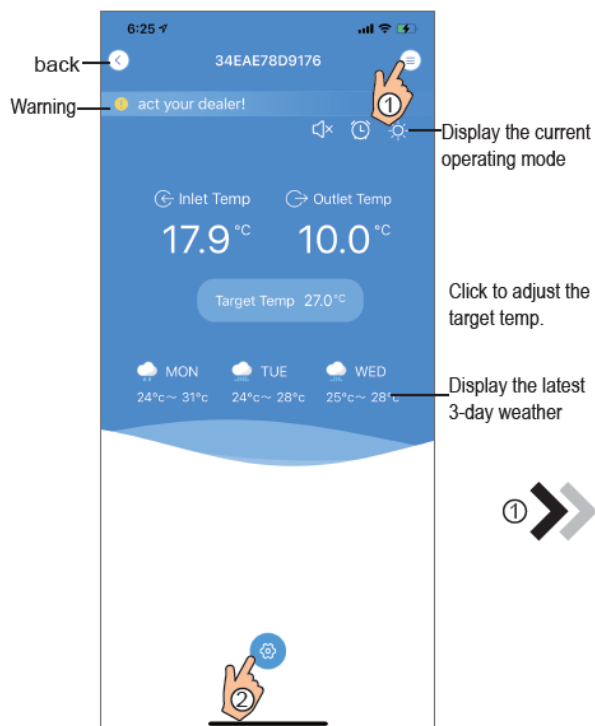 6:25
back
34EAE78D9176
Warning
act your dealer!
①
Display the current
operating mode
Inlet Temp
Outlet Temp
17.9°C
10.0°C
Target Temp 27.0°C
Click to adjust the
target temp.
MON
TUE
WED
24°c~ 31°c
24°c~ 28°c
25°c~ 28°c
Display the latest
3-day weather
①
②